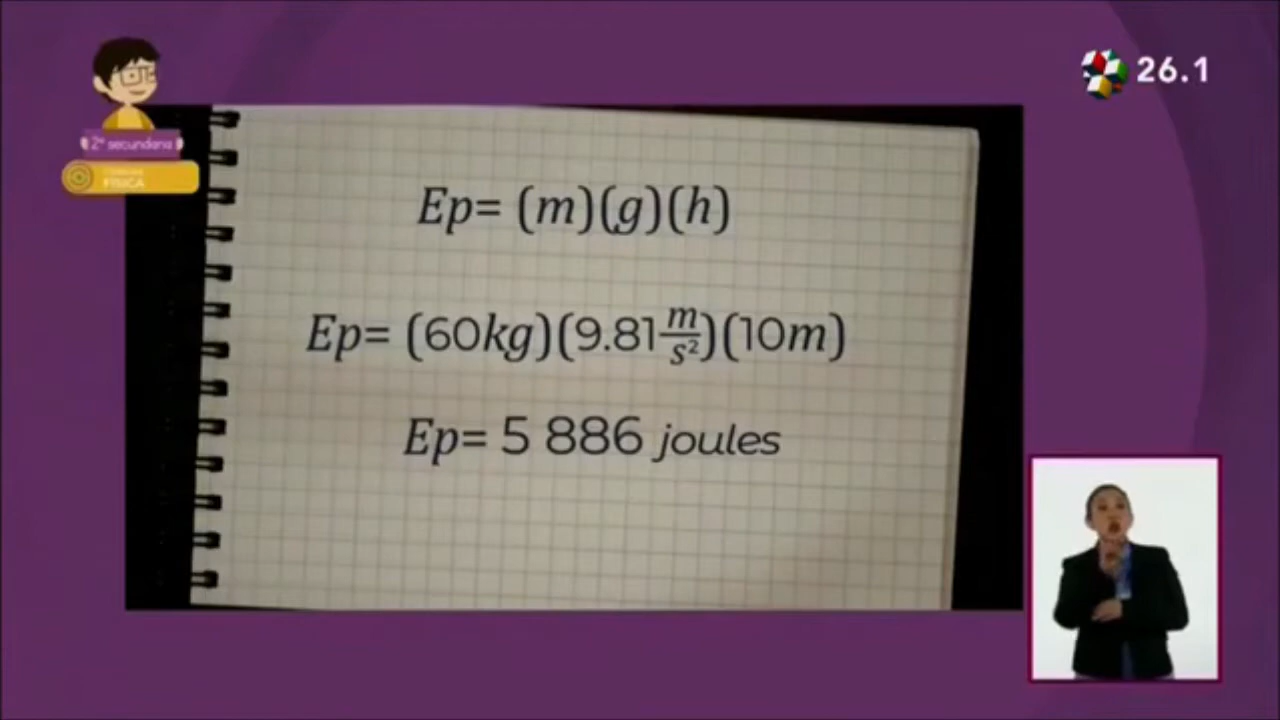 26.1
2° secundaria
FÍSICA
Ep= (m)(g)(h)
Ep= (60kg)(9.81 m/s²)(10m)
Ep= 5 886 joules